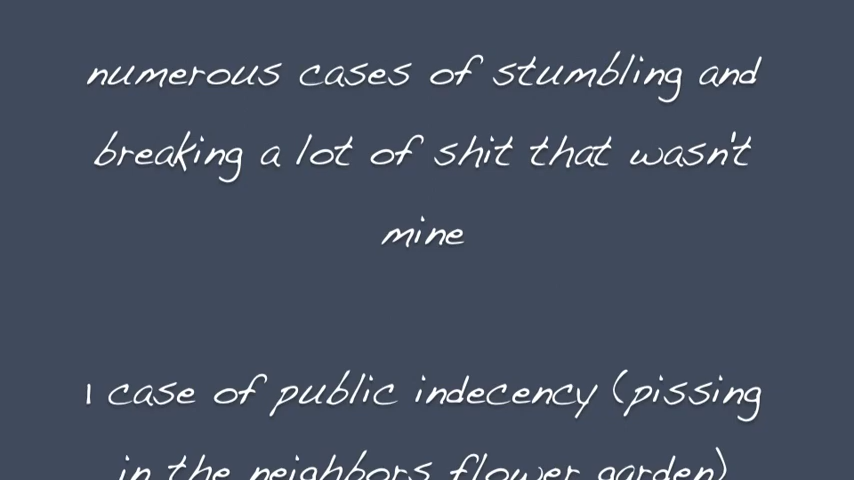 numerous cases of stumbling and
breaking a lot of shit that wasn't
mine
1 case of public indecency (pissing
in the neighbors flower garden)